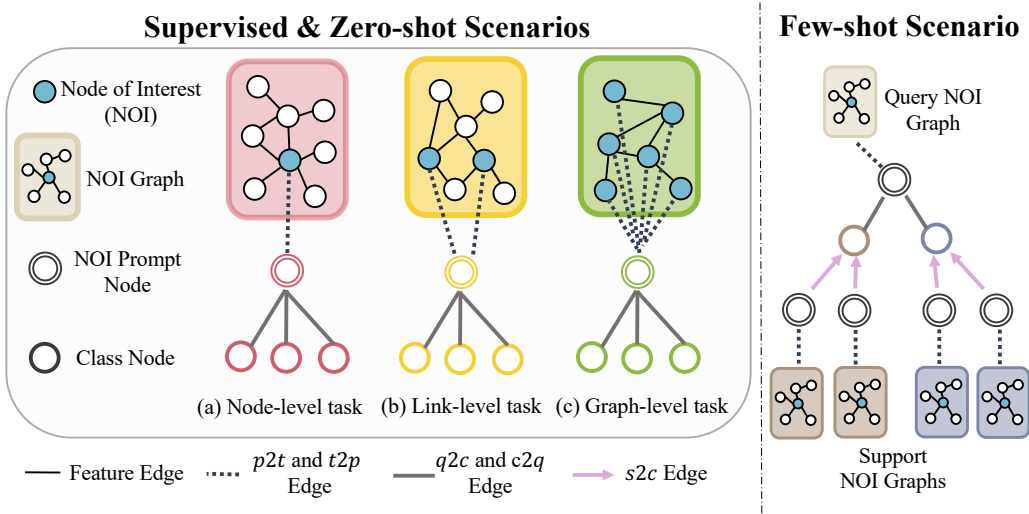 Supervised & Zero-shot Scenarios
Node of Interest
(NOI)
NOI Graph
NOI Prompt
Node
Class Node
(a) Node-level task
(b) Link-level task
(c) Graph-level task
Feature Edge
p2t and t2p
Edge
q2c and c2q
Edge
s2c Edge
Few-shot Scenario
Query NOI
Graph
Support
NOI Graphs